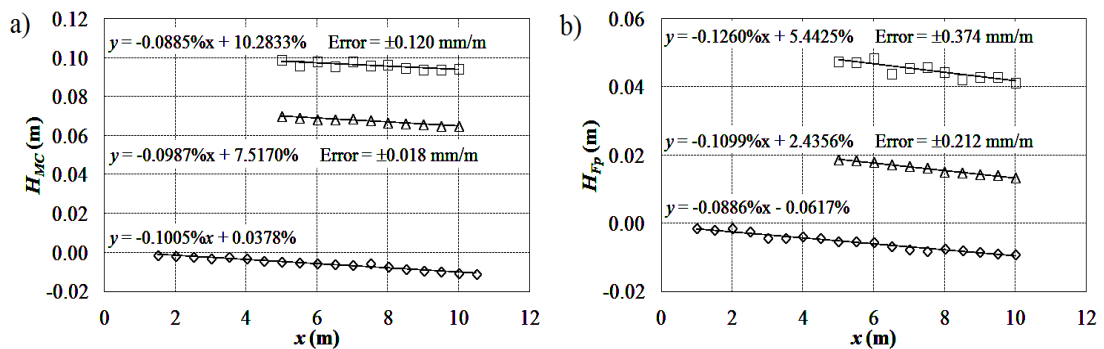 a)
0.12
0.10
0.08
0.06
0.04
0.02
0.00
-0.02
H_MC (m)
y = -0.0885%x + 10.2833% Error = ±0.120 mm/m
y = -0.0987%x + 7.5170% Error = ±0.018 mm/m
y = -0.1005%x + 0.0378%
0 2 4 6 8 10 12
x (m)
b)
0.06
0.04
0.02
0.00
-0.02
H_Fp (m)
y = -0.1260%x + 5.4425% Error = ±0.374 mm/m
y = -0.1099%x + 2.4356% Error = ±0.212 mm/m
y = -0.0886%x - 0.0617%
0 2 4 6 8 10 12
x (m)